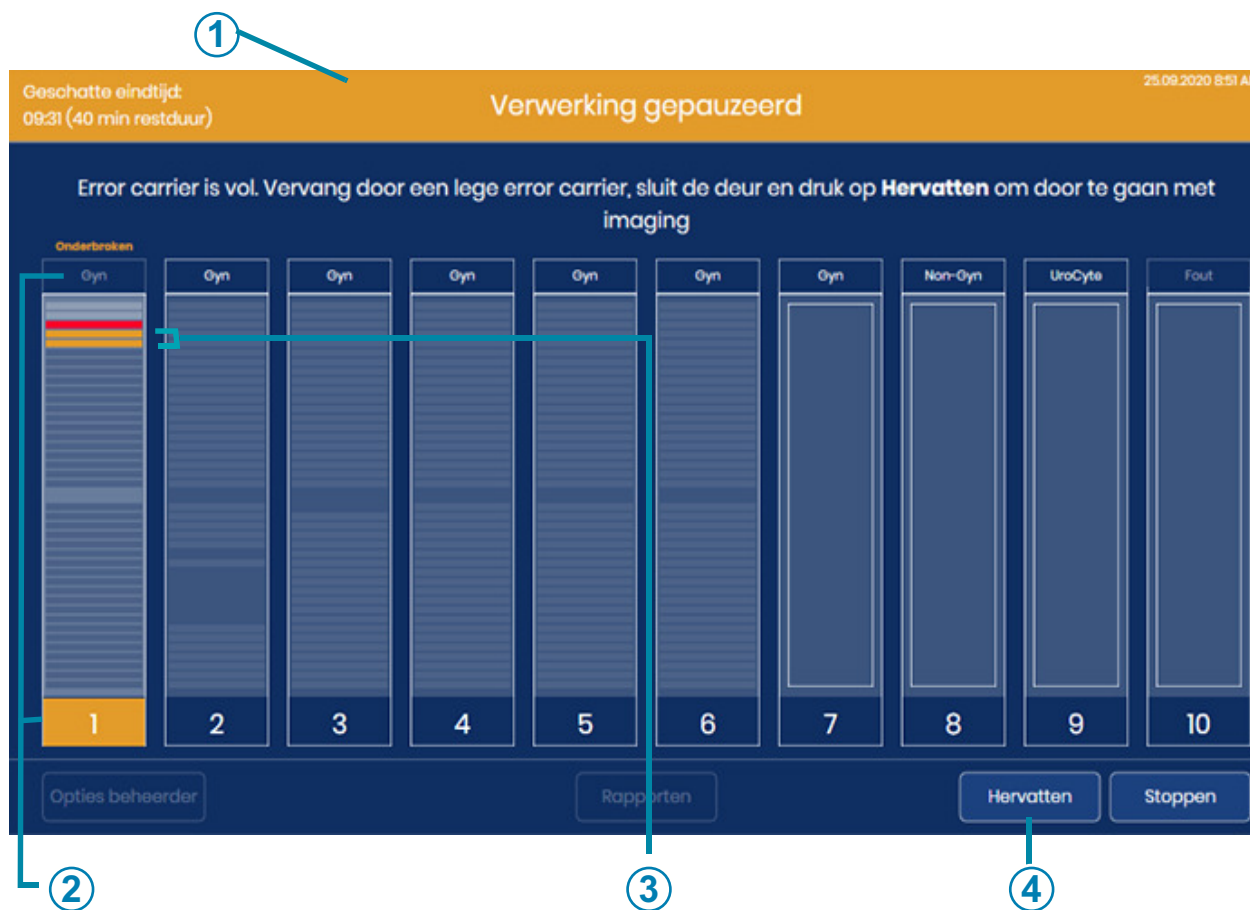 1
Geschatte eindtijd:
09:31 (40 min restduur)
Verwerking gepauzeerd
25.09.2020 8:51 A
Error carrier is vol. Vervang door een lege error carrier, sluit de deur en druk op Hervatten om door te gaan met
imaging
Onderbroken
Gyn Gyn Gyn Gyn Gyn Gyn Gyn Non-Gyn UroCyte Fout
1 2 3 4 5 6 7 8 9 10
Opties beheerder Rapporten Hervatten Stoppen
2 3 4